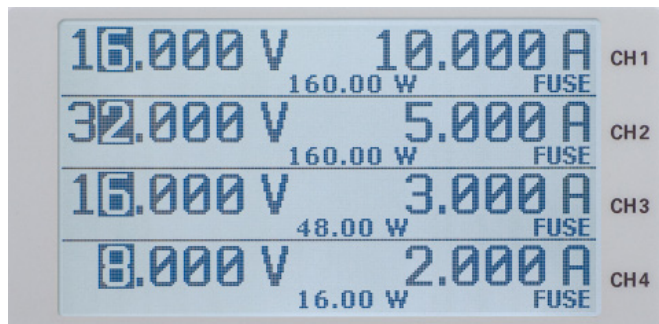 16.000 V 10.000 A CH1
160.00 W FUSE
32.000 V 5.000 A CH2
160.00 W FUSE
16.000 V 3.000 A CH3
48.00 W FUSE
8.000 V 2.000 A CH4
16.00 W FUSE